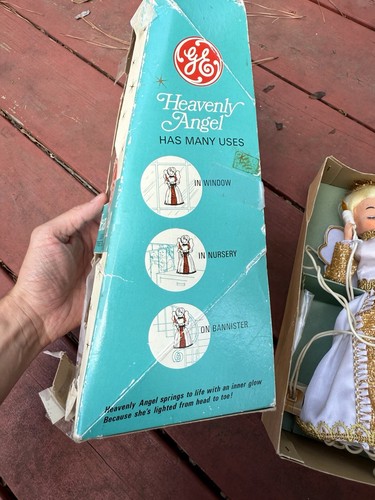 GE
Heavenly
Angel
HAS MANY USES
IN WINDOW
IN NURSERY
ON BANNISTER
Heavenly Angel springs to life with an inner glow
Because she's lighted from head to toe!